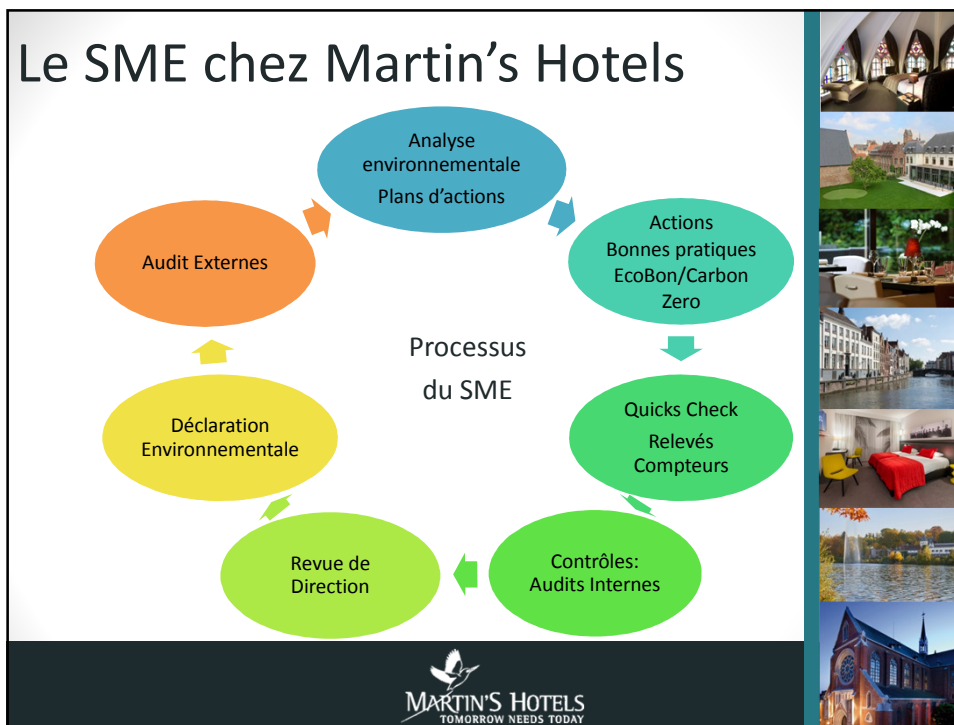 Le SME chez Martin's Hotels
Analyse
environnementale
Plans d'actions
Actions
Bonnes pratiques
EcoBon/Carbon
Zero
Quicks Check
Relevés
Compteurs
Contrôles:
Audits Internes
Revue de
Direction
Déclaration
Environnementale
Audit Externes
Processus
du SME
MARTIN'S HOTELS
TOMORROW NEEDS TODAY